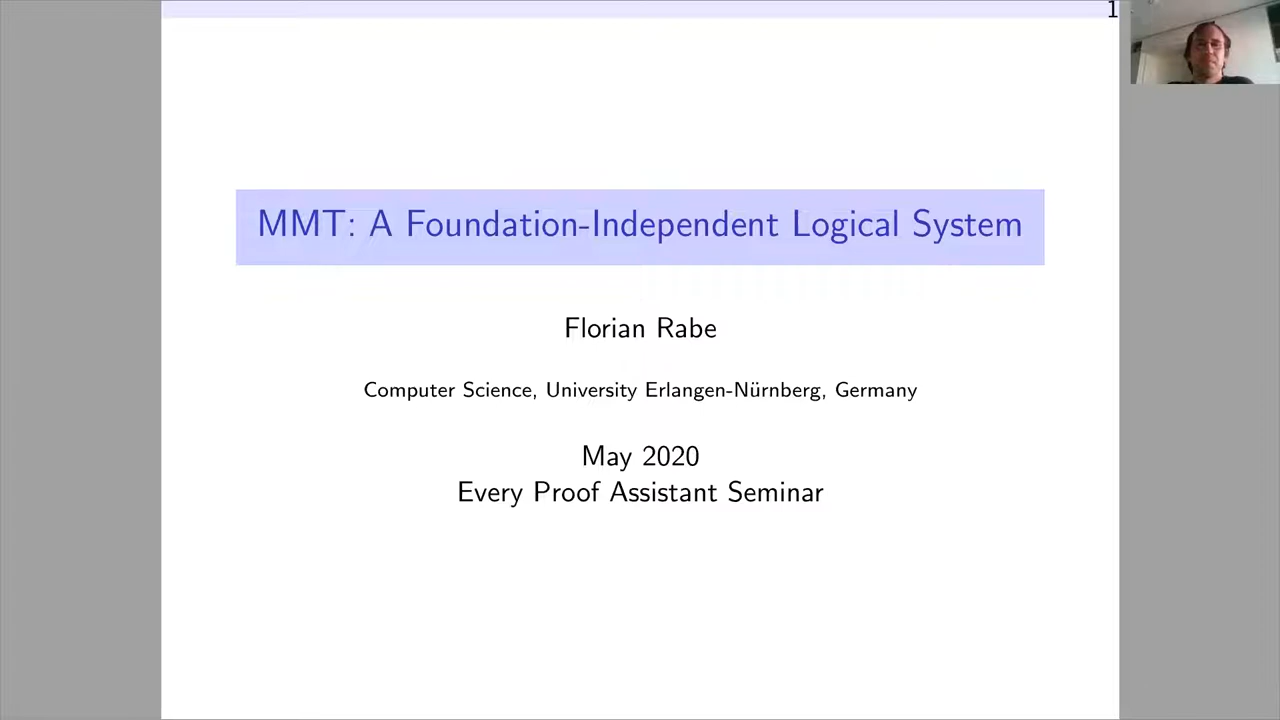 1
MMT: A Foundation-Independent Logical System
Florian Rabe
Computer Science, University Erlangen-Nürnberg, Germany
May 2020
Every Proof Assistant Seminar